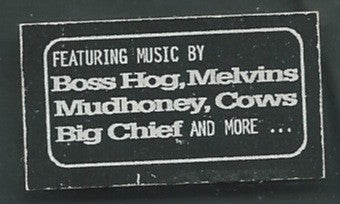 FEATURING MUSIC BY
Boss Hog, Melvins
Mudhoney, Cows
Big Chief AND MORE ...